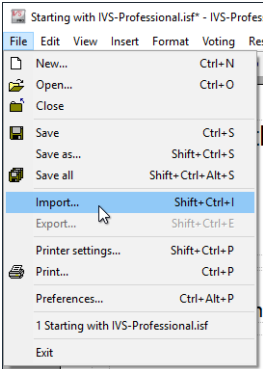 Starting with IVS-Professional.isf* - IVS-Profes
File Edit View Insert Format Voting Res
New... Ctrl+N
Open... Ctrl+O
Close
Save Ctrl+S
Save as... Shift+Ctrl+S
Save all Shift+Ctrl+Alt+S
Import... Shift+Ctrl+I
Export... Shift+Ctrl+E
Printer settings... Shift+Ctrl+P
Print... Ctrl+P
Preferences... Ctrl+Alt+P
1 Starting with IVS-Professional.isf
Exit